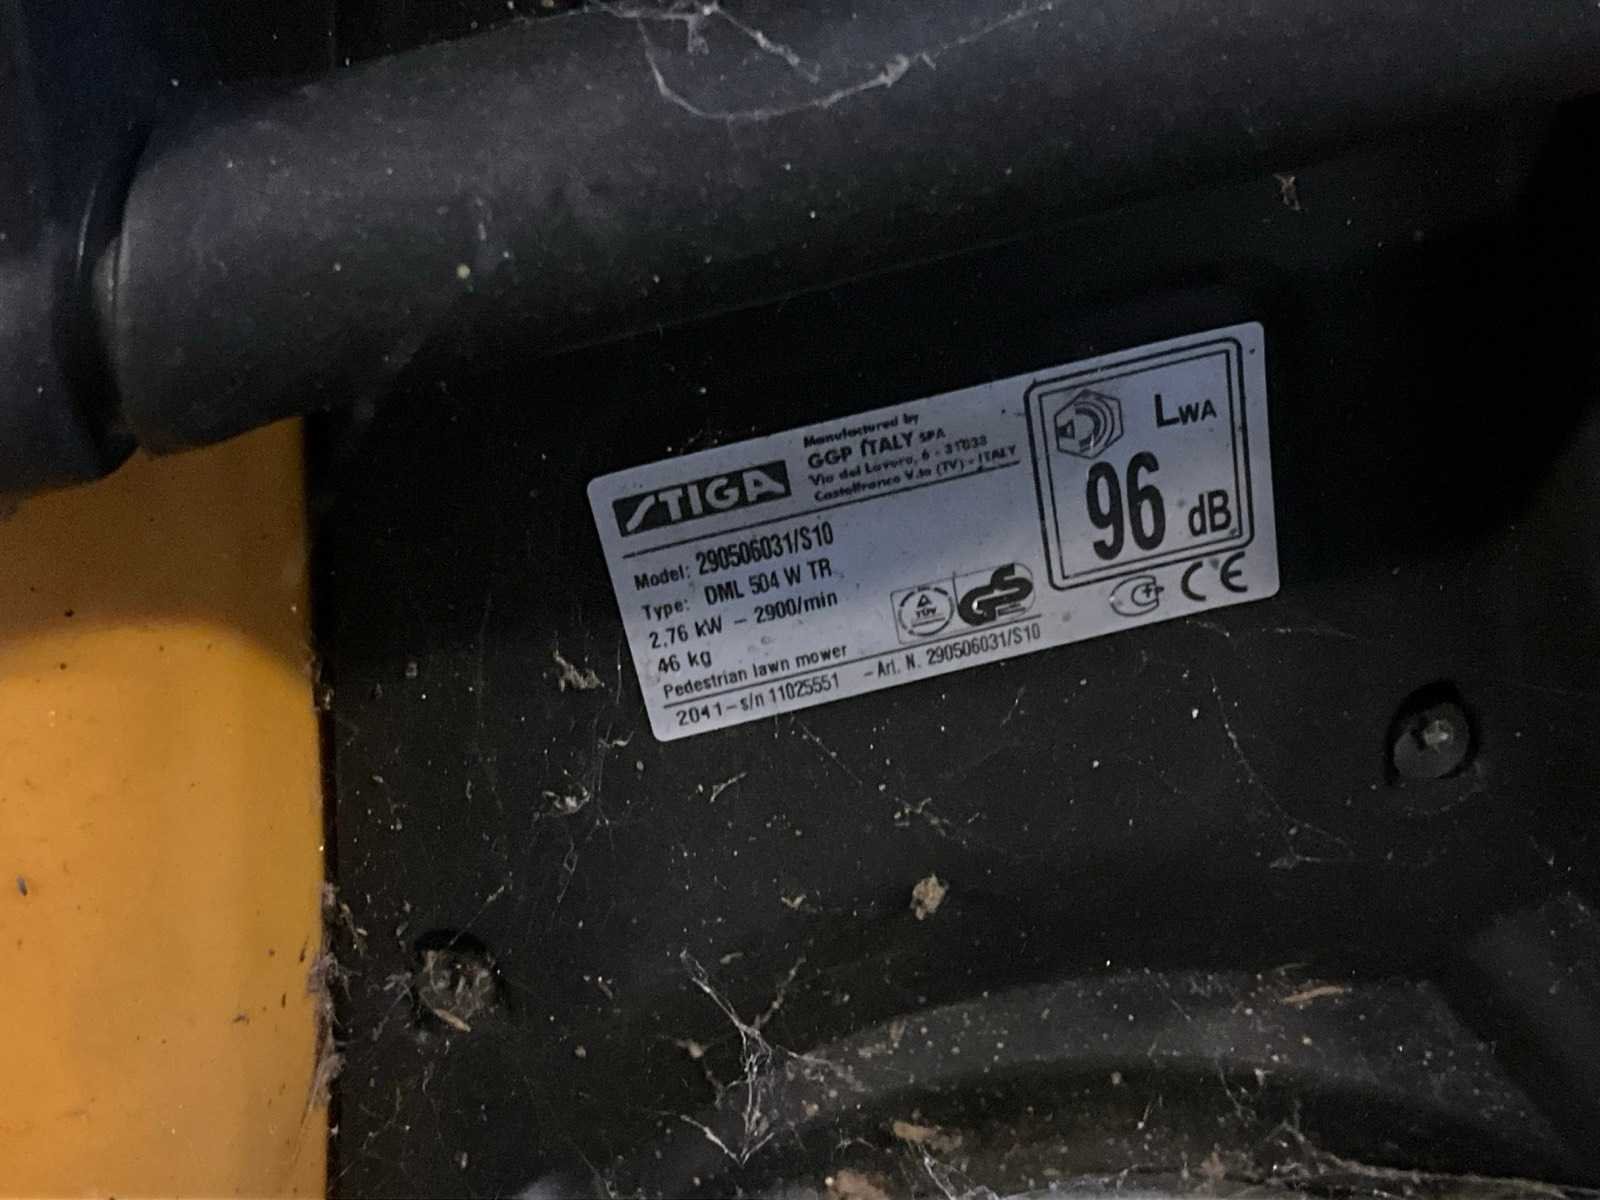 STIGA
Manufactured by
GGP ITALY SPA
Via del Lavoro, 6 - 31033
Castelfranco V.to (TV) - ITALY
LWA
96 dB
Model: 290506031/S10
Type: DML 504 W TR
2,76 kW - 2900/min
46 kg
TÜV
GS
CE
Pedestrian lawn mower
s/n 11025551 - Art. N. 290506031/S10